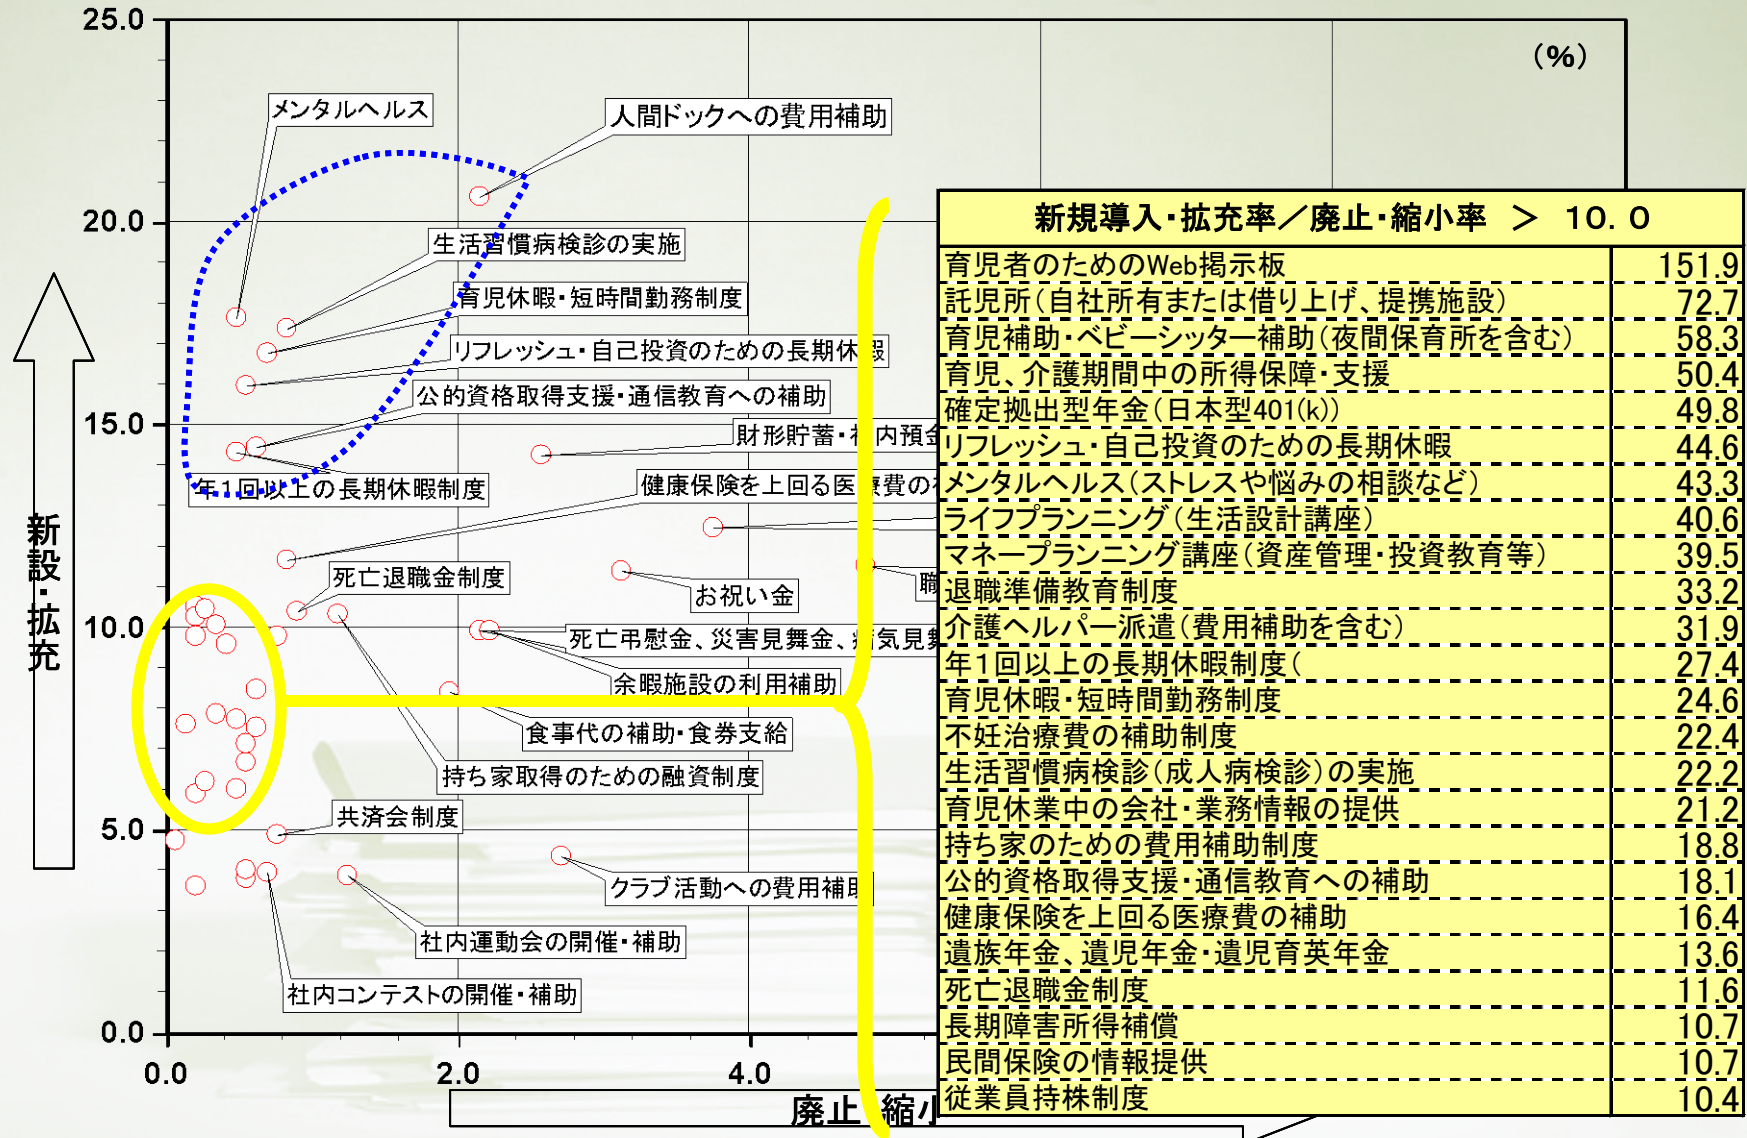 25.0
(%)
メンタルヘルス
人間ドックへの費用補助
20.0
生活習慣病検診の実施
育児休暇・短時間勤務制度
リフレッシュ・自己投資のための長期休暇
公的資格取得支援・通信教育への補助
15.0
財形貯蓄・社内預金
年1回以上の長期休暇制度
健康保険を上回る医療費の
新設・拡充
死亡退職金制度
お祝い金
職
10.0
死亡弔慰金、災害見舞金、病気見舞
余暇施設の利用補助
食事代の補助・食券支給
持ち家取得のための融資制度
共済会制度
5.0
クラブ活動への費用補助
社内運動会の開催・補助
社内コンテストの開催・補助
0.0
0.0
2.0
4.0
廃止・縮小
新規導入・拡充率／廃止・縮小率 ＞ 10.0
育児者のためのWeb掲示板 151.9
託児所(自社所有または借り上げ、提携施設) 72.7
育児補助・ベビーシッター補助(夜間保育所を含む) 58.3
育児、介護期間中の所得保障・支援 50.4
確定拠出型年金(日本型401(k)) 49.8
リフレッシュ・自己投資のための長期休暇 44.6
メンタルヘルス(ストレスや悩みの相談など) 43.3
ライフプランニング(生活設計講座) 40.6
マネープランニング講座(資産管理・投資教育等) 39.5
退職準備教育制度 33.2
介護ヘルパー派遣(費用補助を含む) 31.9
年1回以上の長期休暇制度( 27.4
育児休暇・短時間勤務制度 24.6
不妊治療費の補助制度 22.4
生活習慣病検診(成人病検診)の実施 22.2
育児休業中の会社・業務情報の提供 21.2
持ち家のための費用補助制度 18.8
公的資格取得支援・通信教育への補助 18.1
健康保険を上回る医療費の補助 16.4
遺族年金、遺児年金・遺児育英年金 13.6
死亡退職金制度 11.6
長期障害所得補償 10.7
民間保険の情報提供 10.7
従業員持株制度 10.4